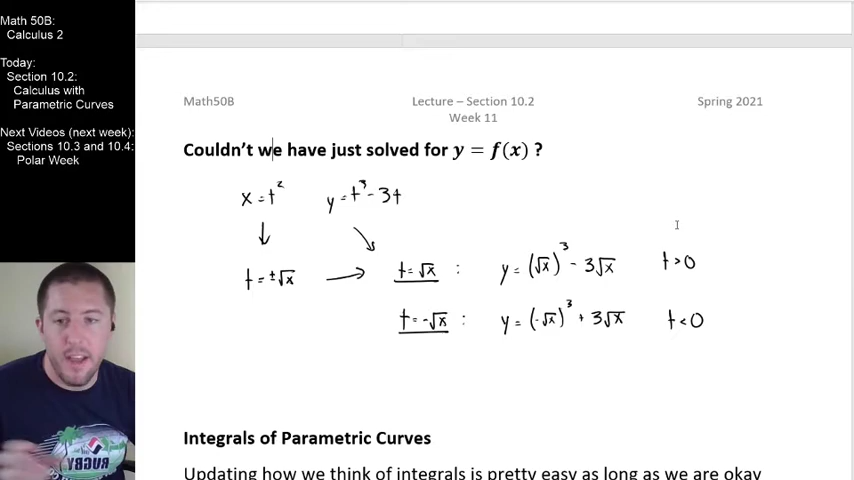 Math 50B:
Calculus 2
Today:
Section 10.2:
Calculus with
Parametric Curves
Next Videos (next week):
Sections 10.3 and 10.4:
Polar Week
Math50B
Lecture – Section 10.2
Week 11
Spring 2021
Couldn't we have just solved for y = f(x) ?
x = t² y = t³ - 3t
t = ±√x
t = √x : y = (√x)³ - 3√x t > 0
t = -√x : y = (-√x)³ + 3√x t < 0
Integrals of Parametric Curves
Updating how we think of integrals is pretty easy as long as we are okay
RUGBY